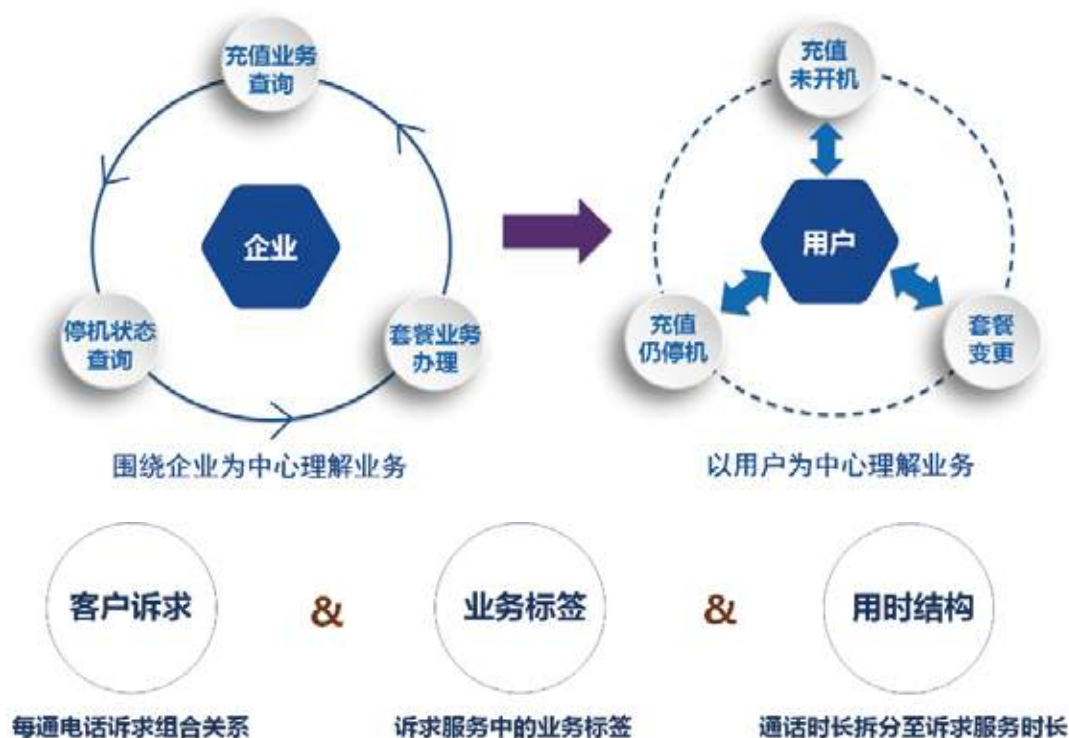 充值业务
查询
企业
停机状态
查询
套餐业务
办理
围绕企业为中心理解业务
充值
未开机
用户
充值
仍停机
套餐
变更
以用户为中心理解业务
客户诉求
&
业务标签
&
用时结构
每通电话诉求组合关系
诉求服务中的业务标签
通话时长拆分至诉求服务时长